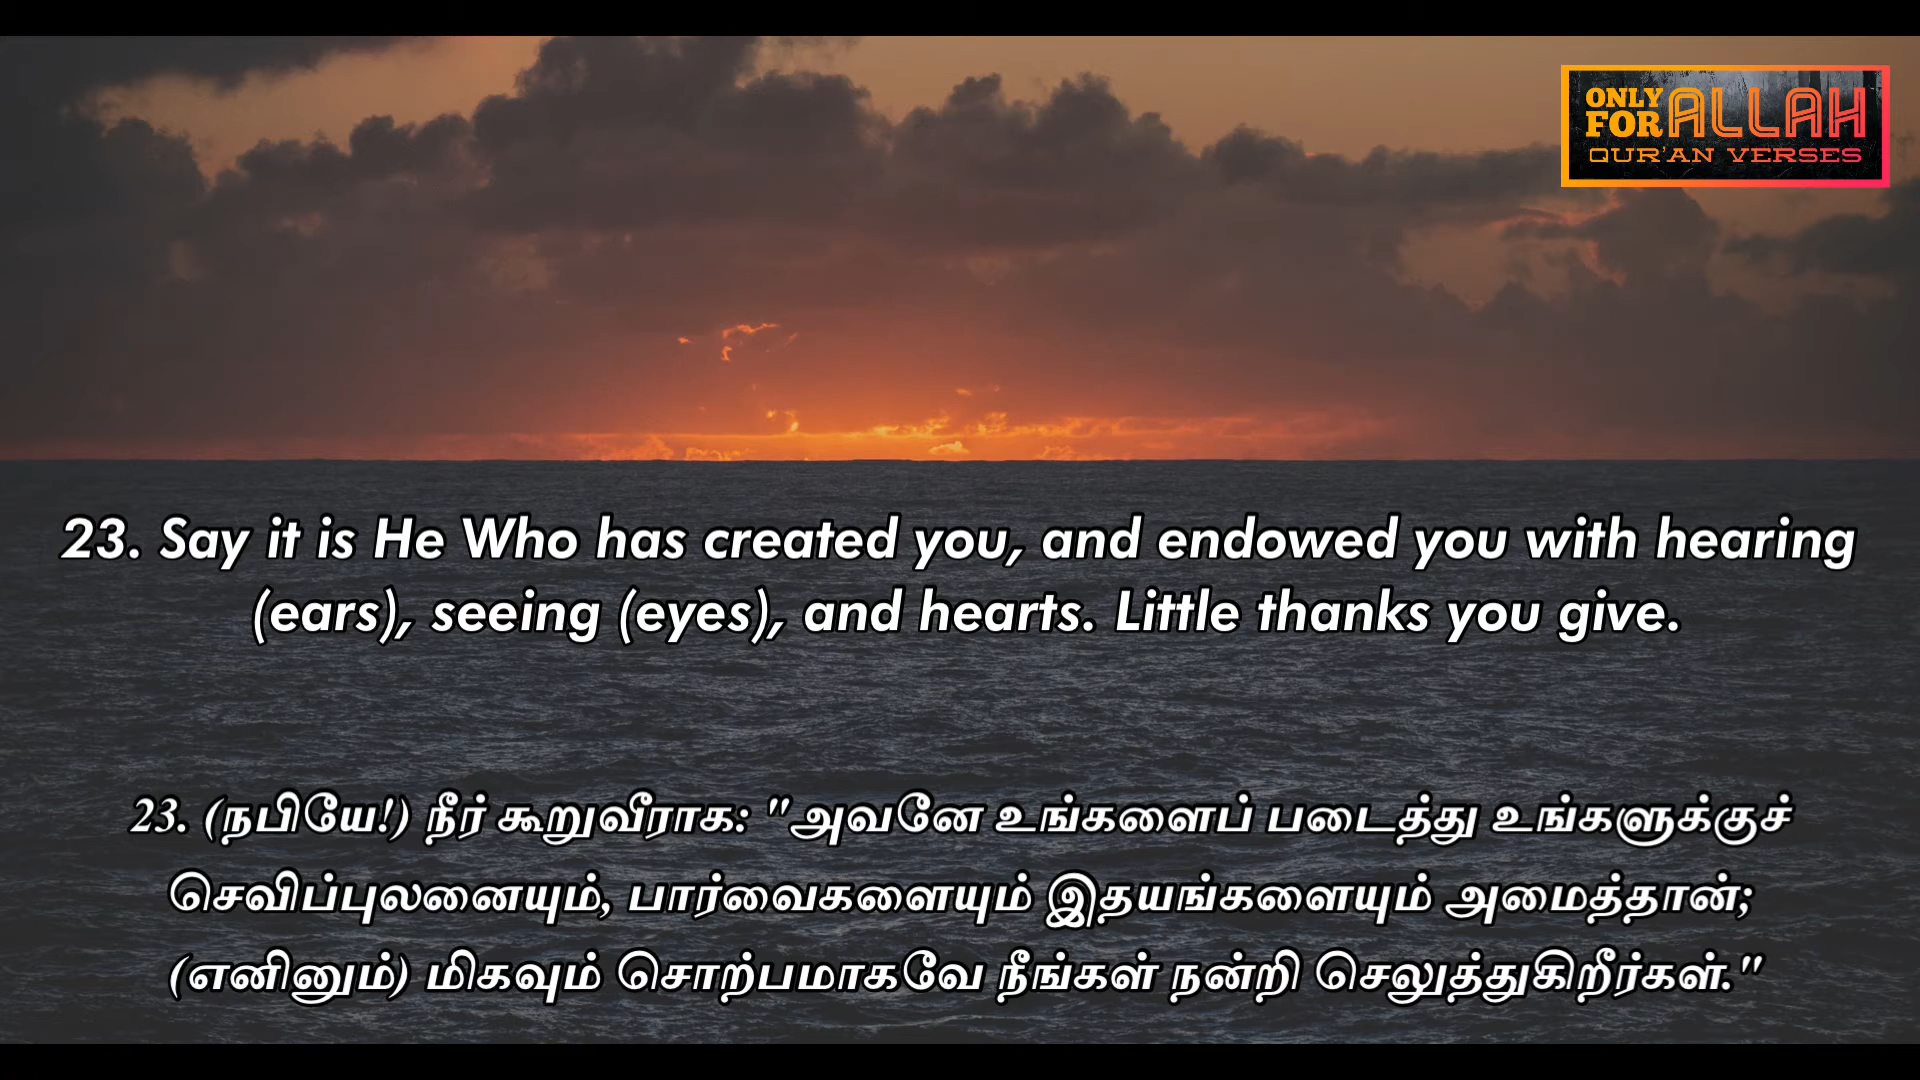 ONLY
FOR ALLAH
QUR'AN VERSES
23. Say it is He Who has created you, and endowed you with hearing
(ears), seeing (eyes), and hearts. Little thanks you give.
23. (நபியே!) நீர் கூறுவீராக: "அவனே உங்களைப் படைத்து உங்களுக்குச்
செவிப்புலனையும், பார்வைகளையும் இதயங்களையும் அமைத்தான்;
(எனினும்) மிகவும் சொற்பமாகவே நீங்கள் நன்றி செலுத்துகிறீர்கள்."